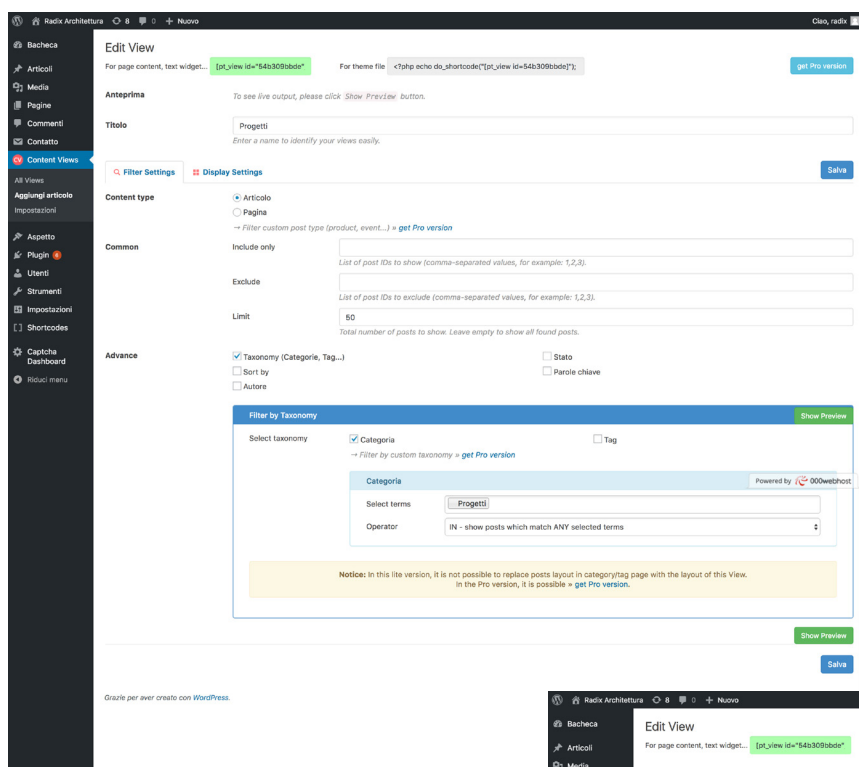 Radix Architettura 8 0 + Nuovo Ciao, radix
Bacheca
Articoli
Media
Pagine
Commenti
Contatto
Content Views
All Views
Aggiungi articolo
Impostazioni
Aspetto
Plugin 6
Utenti
Strumenti
Impostazioni
Shortcodes
Captcha
Dashboard
Riduci menu
Edit View
For page content, text widget... [pt_view id="54b309bbde" For theme file <?php echo do_shortcode("[pt_view id=54b309bbde]"); get Pro version
Anteprima To see live output, please click Show Preview button.
Titolo Progetti
Enter a name to identify your views easily.
Filter Settings Display Settings Salva
Content type Articolo
Pagina
→ Filter custom post type (product, event...) » get Pro version
Common Include only
List of post IDs to show (comma-separated values, for example: 1,2,3).
Exclude
List of post IDs to exclude (comma-separated values, for example: 1,2,3).
Limit 50
Total number of posts to show. Leave empty to show all found posts.
Advance Taxonomy (Categorie, Tag...) Stato
Sort by Parole chiave
Autore
Filter by Taxonomy Show Preview
Select taxonomy Categoria Tag
→ Filter by custom taxonomy » get Pro version
Categoria Powered by 000webhost
Select terms Progetti
Operator IN - show posts which match ANY selected terms
Notice: In this lite version, it is not possible to replace posts layout in category/tag page with the layout of this View.
In the Pro version, it is possible » get Pro version.
Show Preview
Salva
Grazie per aver creato con WordPress.
Radix Architettura 8 0 + Nuovo
Bacheca
Articoli
Media
Edit View
For page content, text widget... [pt_view id="54b309bbde"